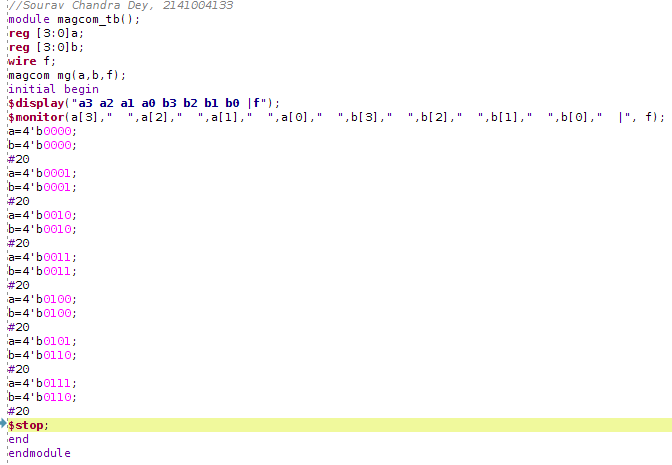 //Sourav Chandra Dey, 2141004133
module magcom_tb();
reg [3:0]a;
reg [3:0]b;
wire f;
magcom mg(a,b,f);
initial begin
$display("a3 a2 a1 a0 b3 b2 b1 b0 |f");
$monitor(a[3],"  ",a[2],"  ",a[1],"  ",a[0],"  ",b[3],"  ",b[2],"  ",b[1],"  ",b[0],"  |", f);
a=4'b0000;
b=4'b0000;
#20
a=4'b0001;
b=4'b0001;
#20
a=4'b0010;
b=4'b0010;
#20
a=4'b0011;
b=4'b0011;
#20
a=4'b0100;
b=4'b0100;
#20
a=4'b0101;
b=4'b0110;
#20
a=4'b0111;
b=4'b0110;
#20
$stop;
end
endmodule